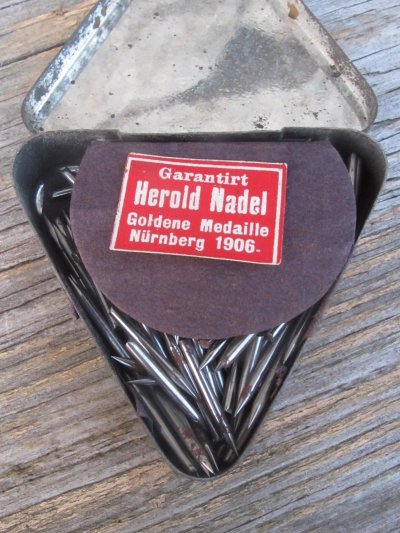 Garantirt
Herold Nadel
Goldene Medaille
Nürnberg 1906.